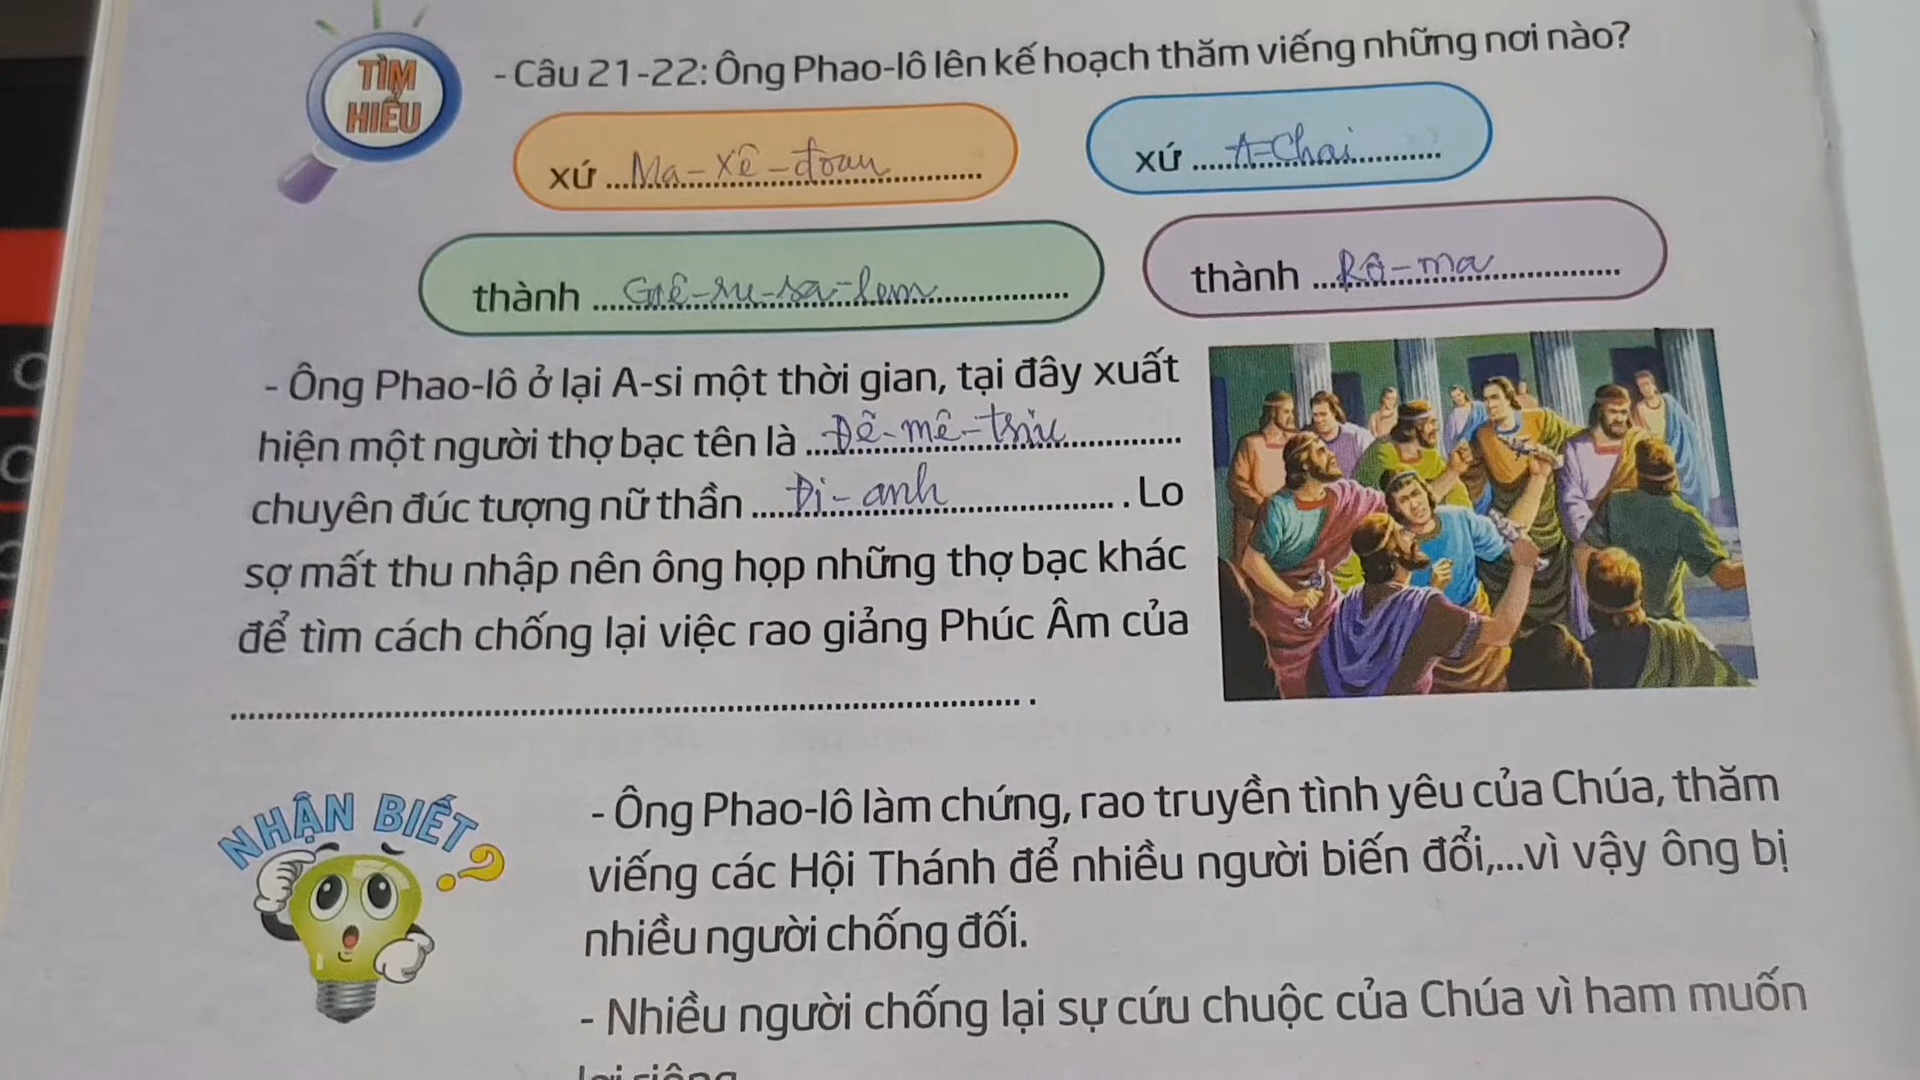 TÌM
HIỂU
- Câu 21-22: Ông Phao-lô lên kế hoạch thăm viếng những nơi nào?
xứ ...Ma-xê-đoan...............
xứ .....A-Chai...............
thành ....Giê-ru-sa-lem...............
thành ...Rô-ma...............
- Ông Phao-lô ở lại A-si một thời gian, tại đây xuất
hiện một người thợ bạc tên là ...Đê-mê-triu...............
chuyên đúc tượng nữ thần .....Đi-anh................ . Lo
sợ mất thu nhập nên ông họp những thợ bạc khác
để tìm cách chống lại việc rao giảng Phúc Âm của
.................................................................................. .
NHẬN BIẾT?
- Ông Phao-lô làm chứng, rao truyền tình yêu của Chúa, thăm
viếng các Hội Thánh để nhiều người biến đổi,...vì vậy ông bị
nhiều người chống đối.
- Nhiều người chống lại sự cứu chuộc của Chúa vì ham muốn